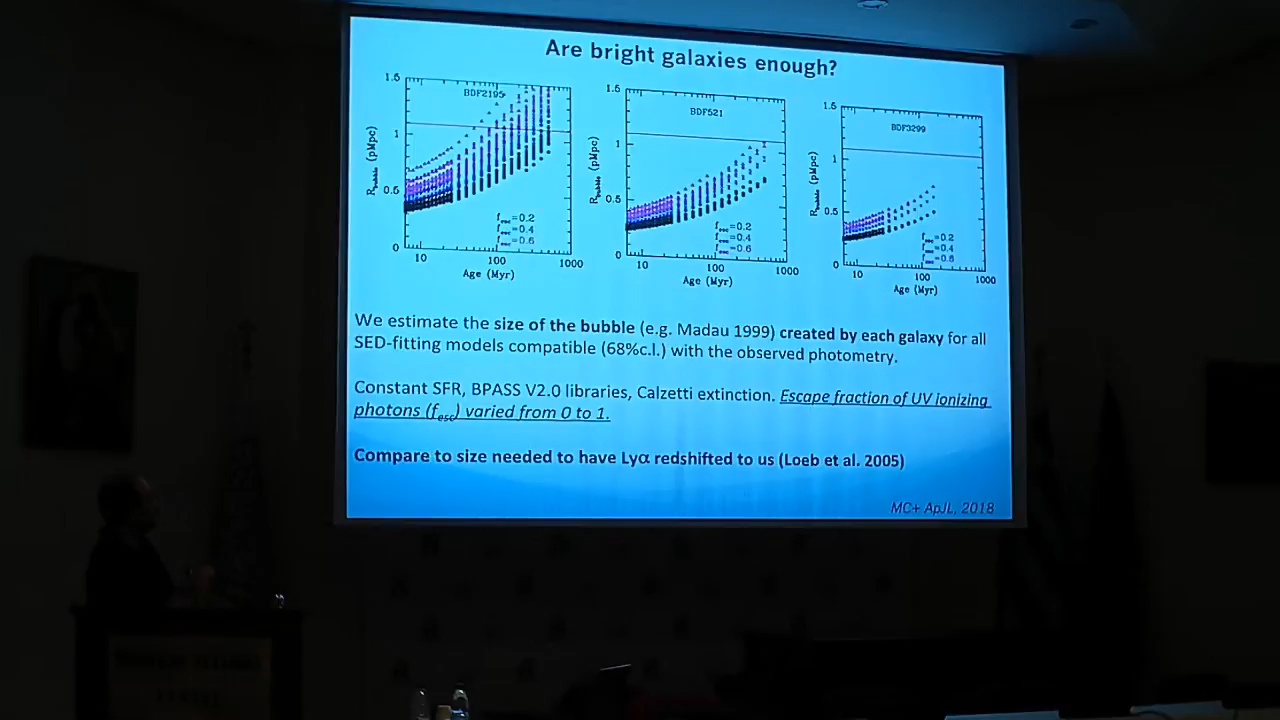 Are bright galaxies enough?
1.5
1
0.5
0
BDF2195
R_bubble (pMpc)
f_esc=0.2
f_esc=0.4
f_esc=0.6
10 100 1000
Age (Myr)
1.5
1
0.5
0
BDF521
R_bubble (pMpc)
f_esc=0.2
f_esc=0.4
f_esc=0.6
10 100 1000
Age (Myr)
1.5
1
0.5
0
BDF3299
R_bubble (pMpc)
f_esc=0.2
f_esc=0.4
f_esc=0.6
10 100 1000
Age (Myr)
We estimate the size of the bubble (e.g. Madau 1999) created by each galaxy for all
SED-fitting models compatible (68%c.l.) with the observed photometry.
Constant SFR, BPASS V2.0 libraries, Calzetti extinction. Escape fraction of UV ionizing
photons (f_esc) varied from 0 to 1.
Compare to size needed to have Lyα redshifted to us (Loeb et al. 2005)
MC+ ApJL, 2018